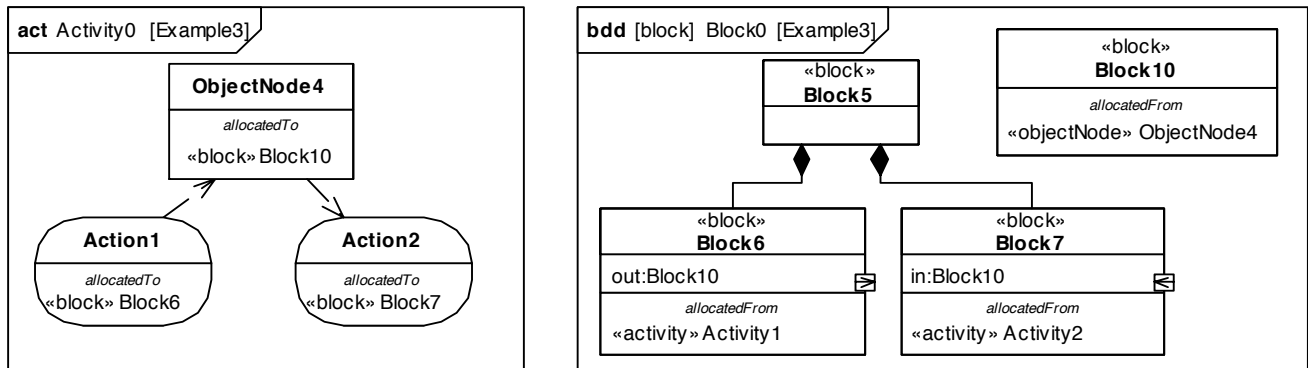 act Activity0 [Example3]
ObjectNode4
allocatedTo
«block» Block10
Action1
allocatedTo
«block» Block6
Action2
allocatedTo
«block» Block7
bdd [block] Block0 [Example3]
«block»
Block5
«block»
Block10
allocatedFrom
«objectNode» ObjectNode4
«block»
Block6
out:Block10
allocatedFrom
«activity» Activity1
«block»
Block7
in:Block10
allocatedFrom
«activity» Activity2